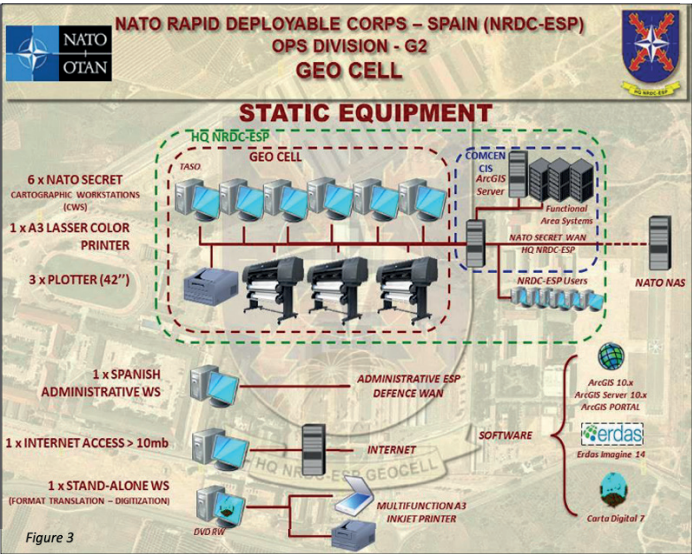 NATO RAPID DEPLOYABLE CORPS – SPAIN (NRDC-ESP)
OPS DIVISION - G2
GEO CELL
NATO
OTAN
HQ NRDC-ESP
STATIC EQUIPMENT
HQ NRDC-ESP
GEO CELL
TASO
COMCEN
CIS
ArcGIS
Server
Functional
Area Systems
6 x NATO SECRET
CARTOGRAPHIC WORKSTATIONS
(CWS)
1 x A3 LASSER COLOR
PRINTER
3 x PLOTTER (42’’)
NATO SECRET WAN
HQ NRDC-ESP
NRDC-ESP Users
NATO NAS
1 x SPANISH
ADMINISTRATIVE WS
ADMINISTRATIVE ESP
DEFENCE WAN
1 x INTERNET ACCESS > 10mb
INTERNET
1 x STAND-ALONE WS
(FORMAT TRANSLATION – DIGITIZATION)
DVD RW
MULTIFUNCTION A3
INKJET PRINTER
SOFTWARE
ArcGIS 10.x
ArcGIS Server 10.x
ArcGIS PORTAL
erdas
Erdas Imagine 14
Carta Digital 7
HQ NRDC-ESP GEOCELL
Figure 3